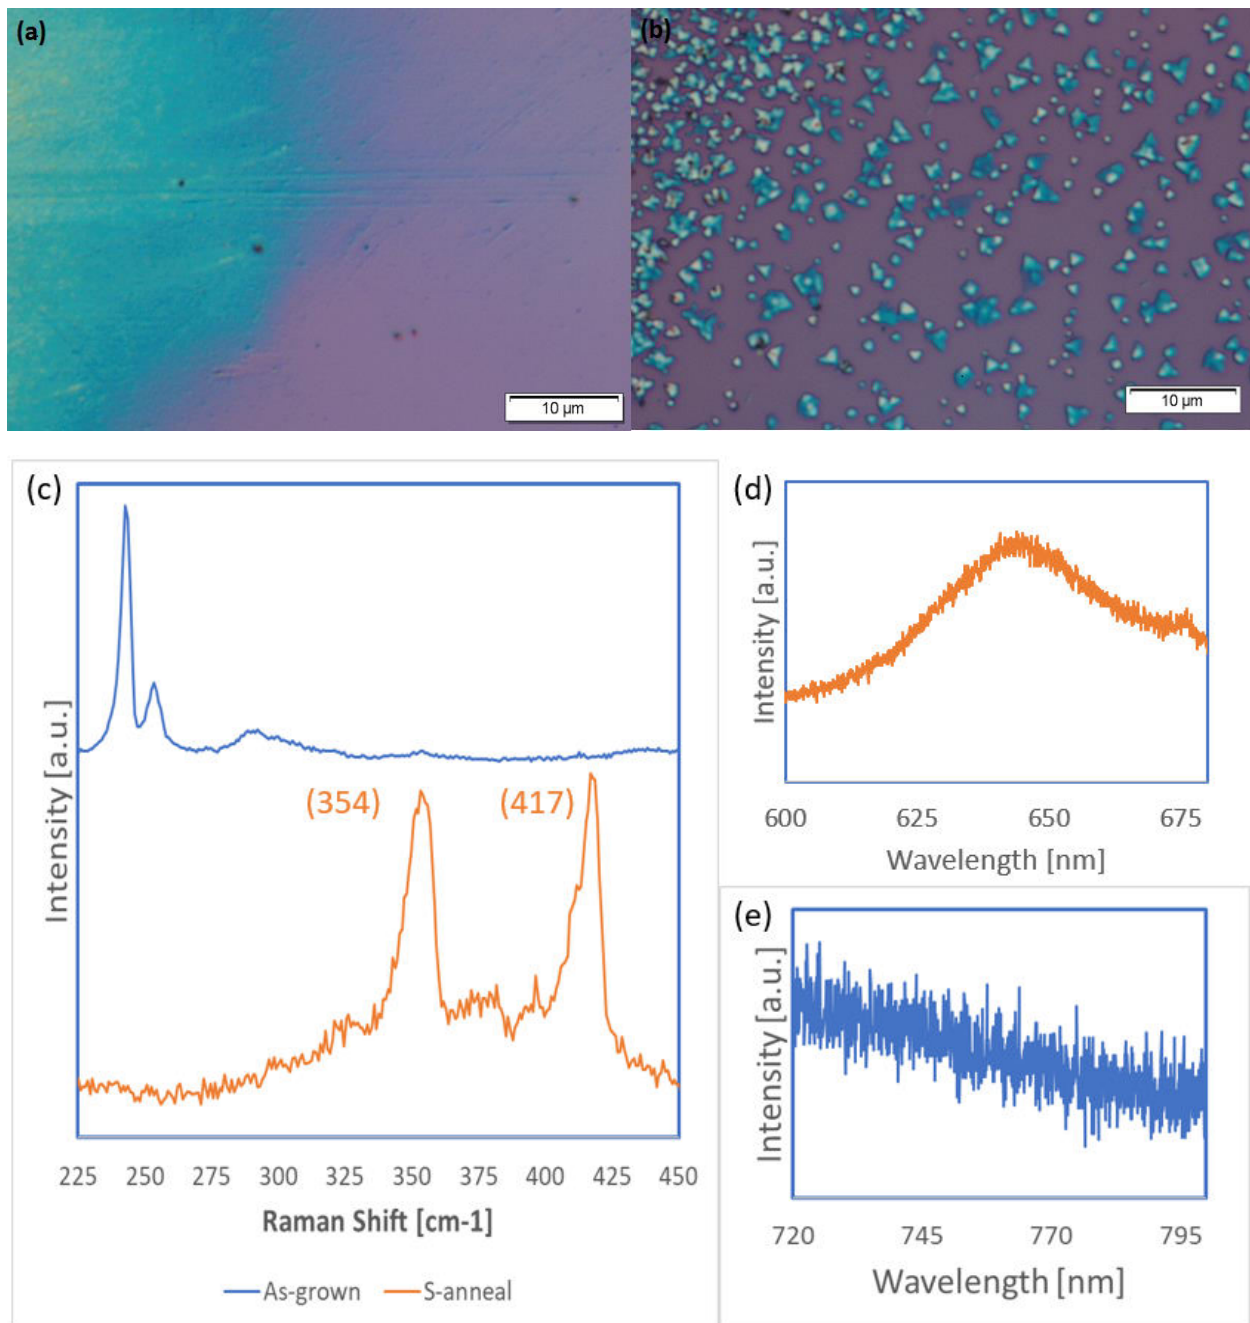 (a)
10 µm
(b)
10 µm
(c)
Intensity [a.u.]
(354)
(417)
225 250 275 300 325 350 375 400 425 450
Raman Shift [cm-1]
As-grown S-anneal
(d)
Intensity [a.u.]
600 625 650 675
Wavelength [nm]
(e)
Intensity [a.u.]
720 745 770 795
Wavelength [nm]